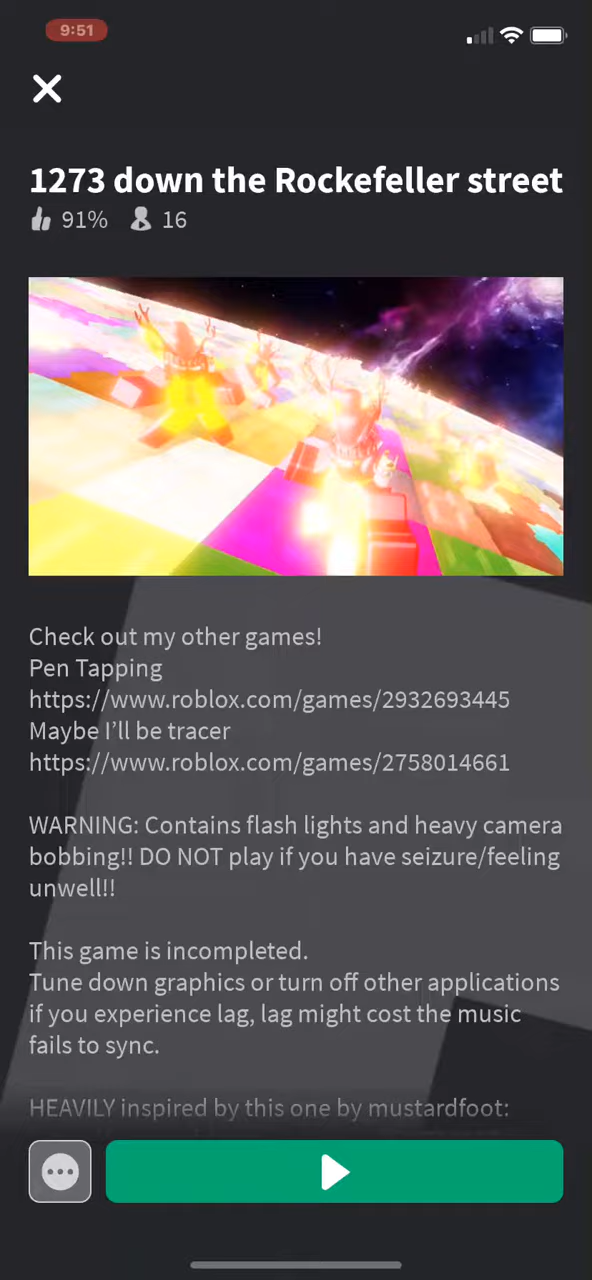 9:51
1273 down the Rockefeller street
91% 16
Check out my other games!
Pen Tapping
https://www.roblox.com/games/2932693445
Maybe I’ll be tracer
https://www.roblox.com/games/2758014661
WARNING: Contains flash lights and heavy camera
bobbing!! DO NOT play if you have seizure/feeling
unwell!!
This game is incompleted.
Tune down graphics or turn off other applications
if you experience lag, lag might cost the music
fails to sync.
HEAVILY inspired by this one by mustardfoot: